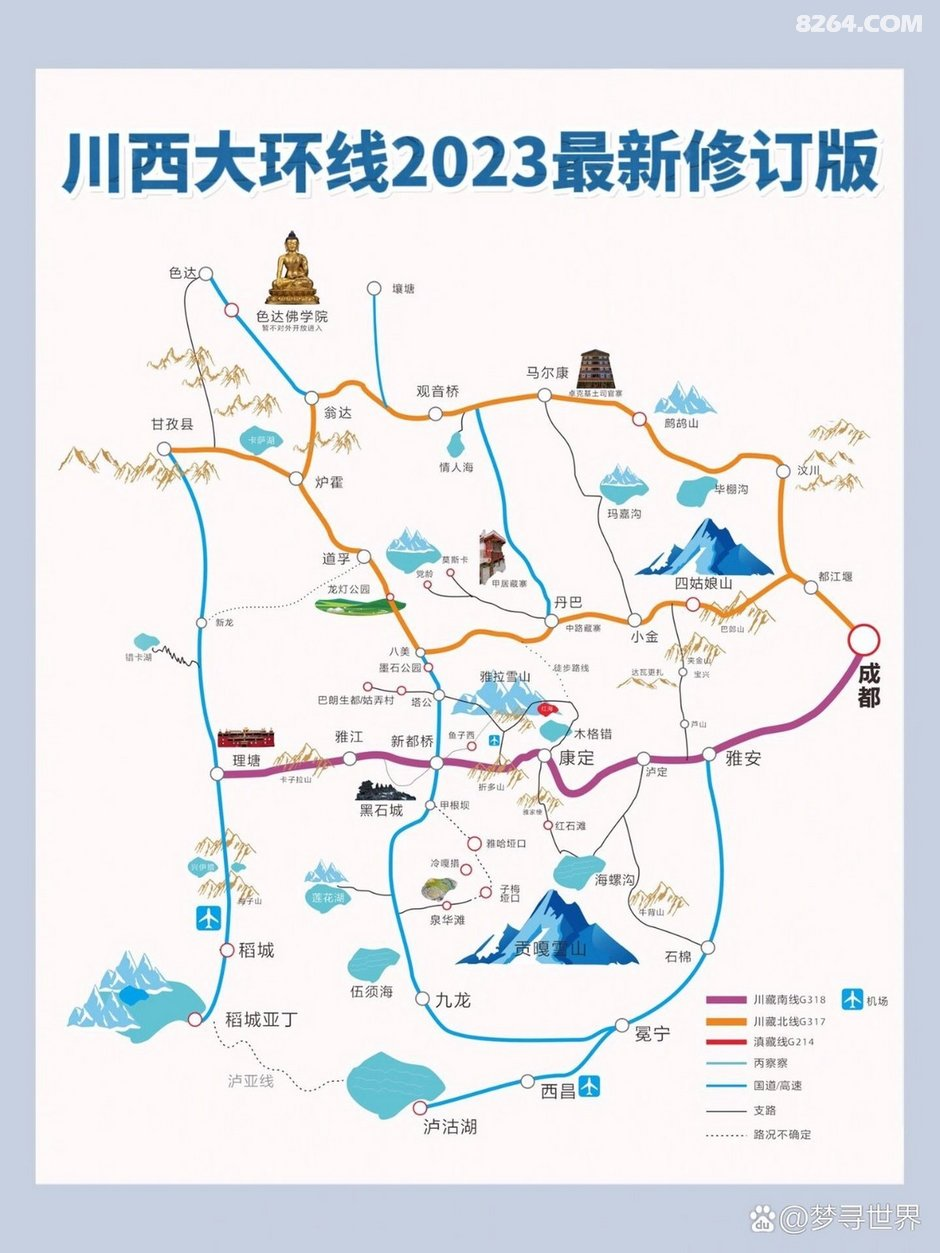 8264.COM
川西大环线2023最新修订版
色达
色达佛学院
暂不对外开放进入
壤塘
马尔康
卓克基土司官寨
观音桥
翁达
鹧鸪山
甘孜县
卡萨湖
情人海
汶川
炉霍
毕棚沟
玛嘉沟
道孚
莫斯卡
党龄
甲居藏寨
四姑娘山
都江堰
龙灯公园
丹巴
中路藏寨
小金
巴郎山
新龙
八美
墨石公园
徒步路线
夹金山
达瓦更扎
宝兴
成都
错卡湖
雅拉雪山
巴朗生都/姑弄村
塔公
红海
木格错
芦山
雅江
新都桥
鱼子西
康定
雅安
理塘
卡子拉山
折多山
泸定
黑石城
甲根坝
雅家埂
红石滩
雅哈垭口
兴伊措
冷嘎措
海螺沟
子梅
垭口
莲花湖
海子山
泉华滩
牛背山
稻城
贡嘎雪山
石棉
伍须海
九龙
稻城亚丁
冕宁
泸亚线
西昌
泸沽湖
川藏南线G318
机场
川藏北线G317
滇藏线G214
丙察察
国道/高速
支路
路况不确定
du @梦寻世界